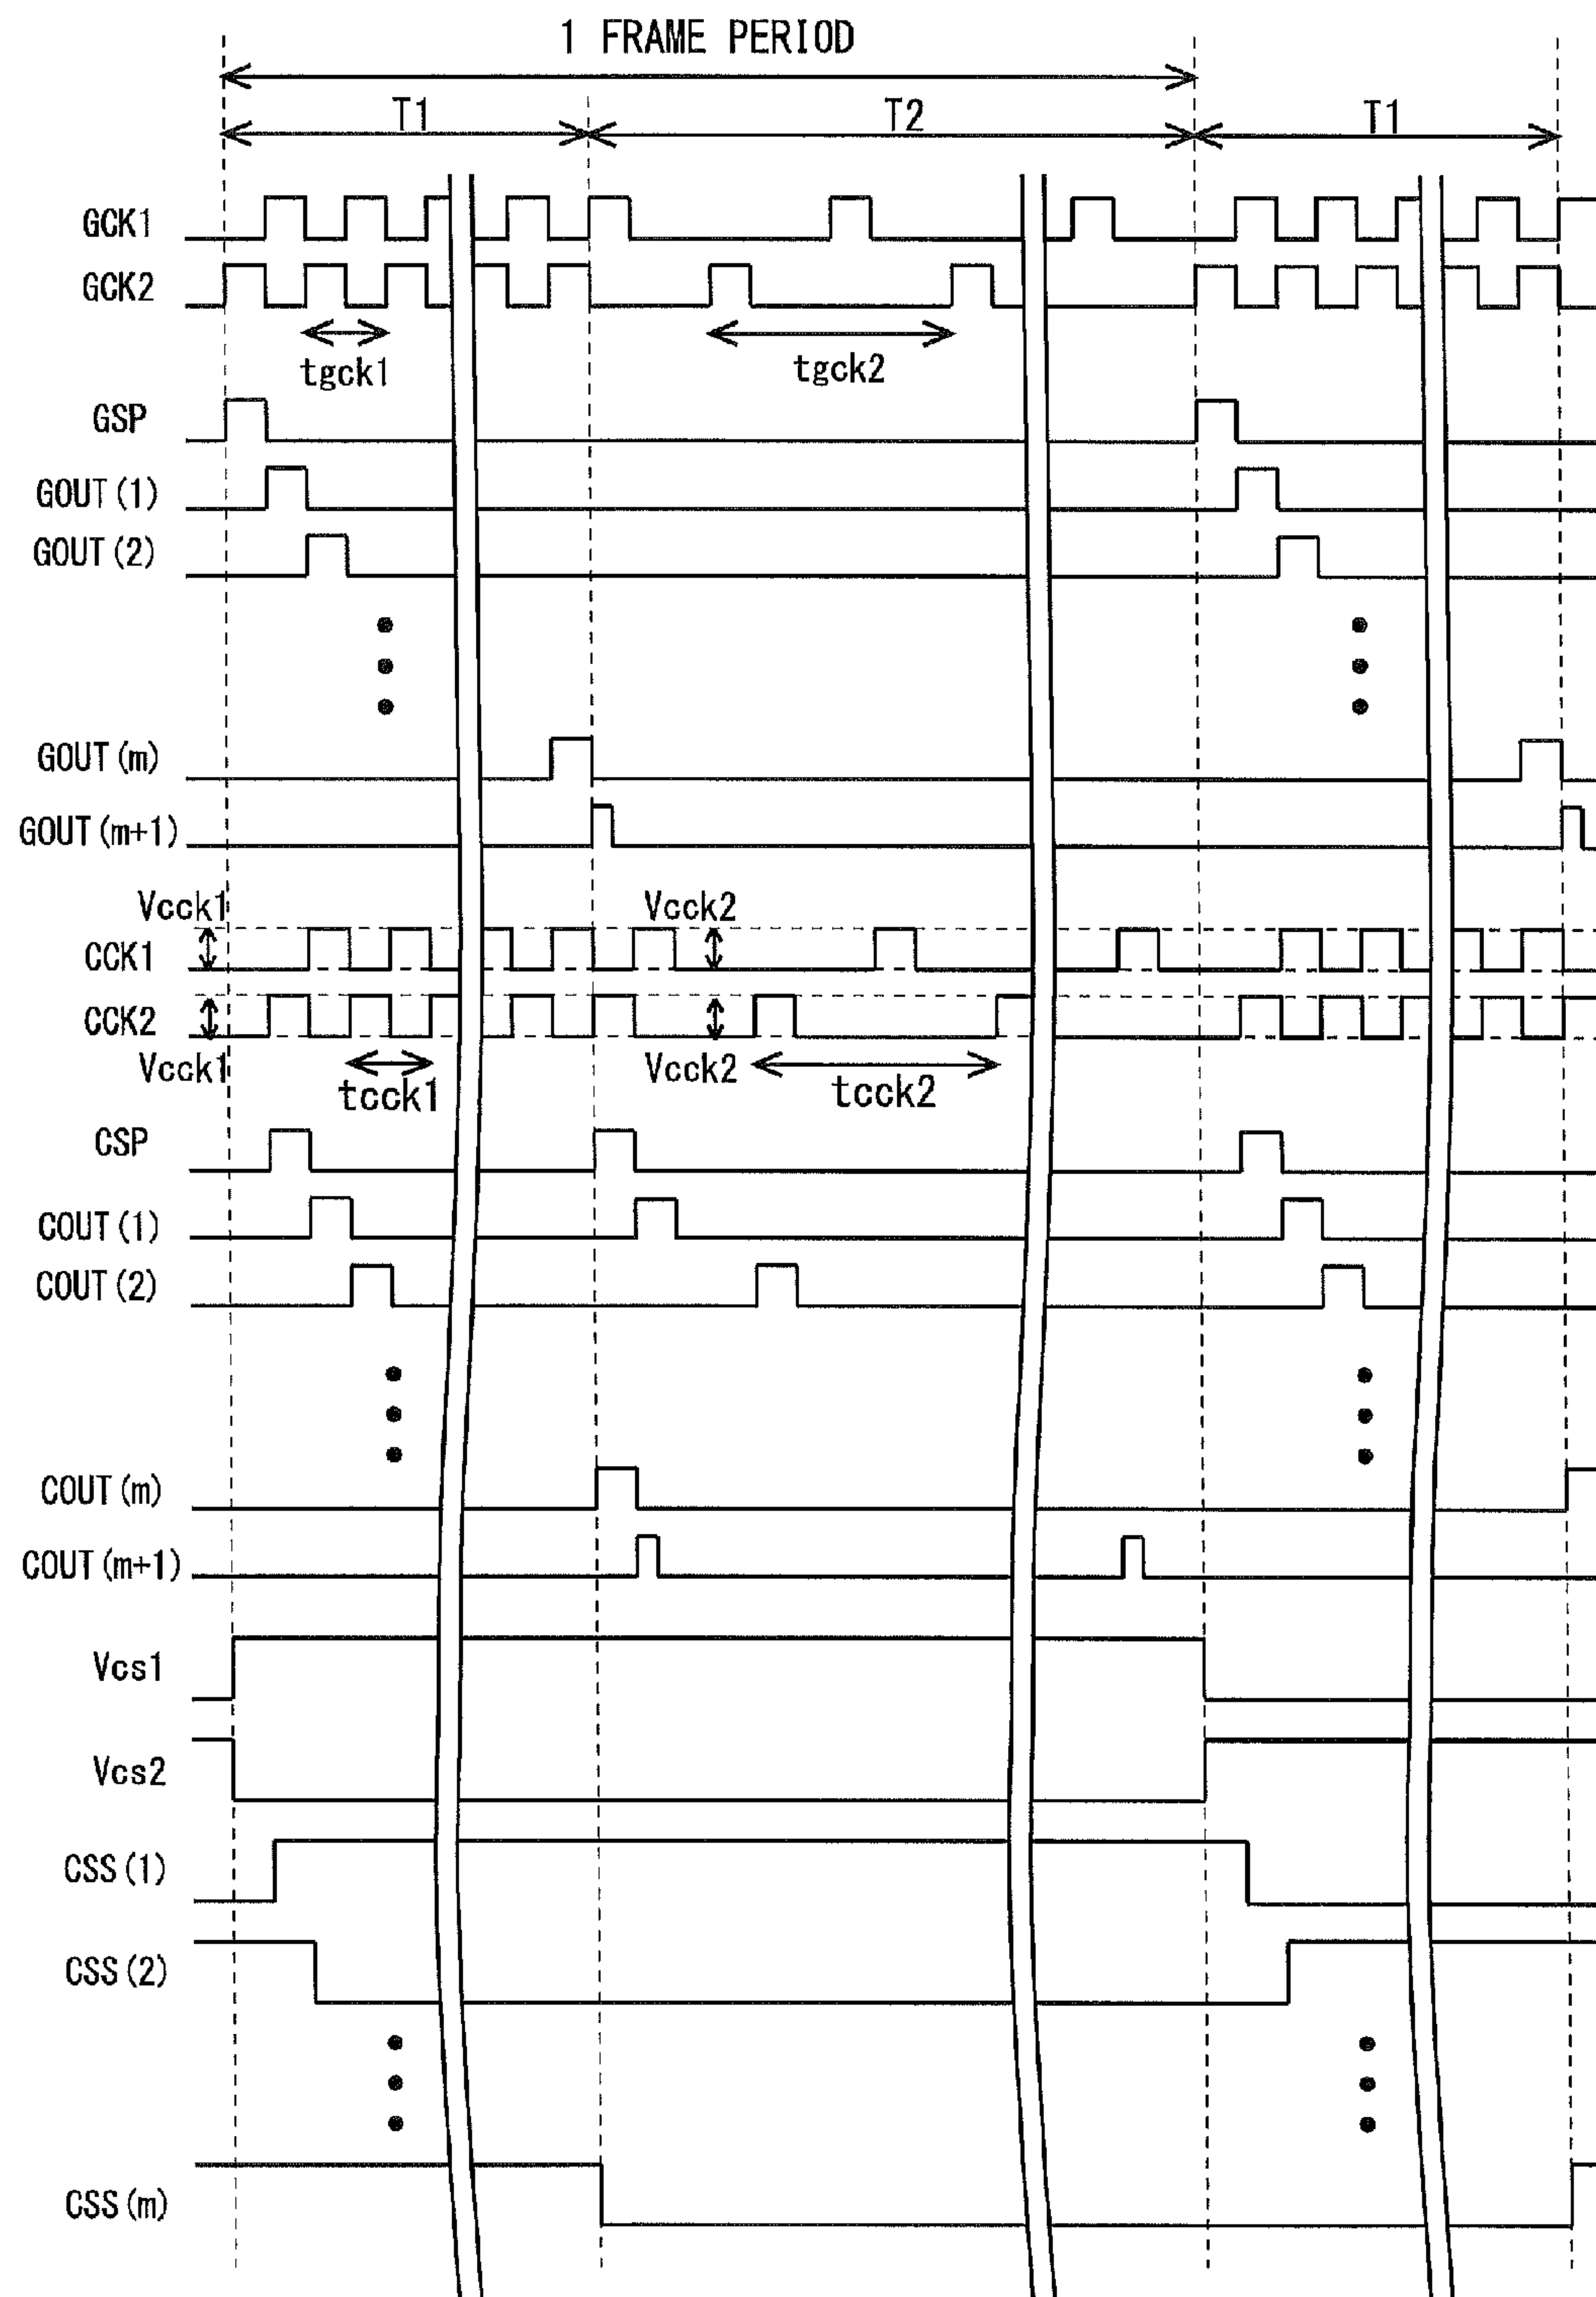 1 FRAME PERIOD
T1 T2 T1
GCK1
GCK2
tgck1 tgck2
GSP
GOUT(1)
GOUT(2)
GOUT(m)
GOUT(m+1)
Vcck1 Vcck2
CCK1
CCK2
Vcck1 Vcck2
tcck1 tcck2
CSP
COUT(1)
COUT(2)
COUT(m)
COUT(m+1)
Vcs1
Vcs2
CSS(1)
CSS(2)
CSS(m)